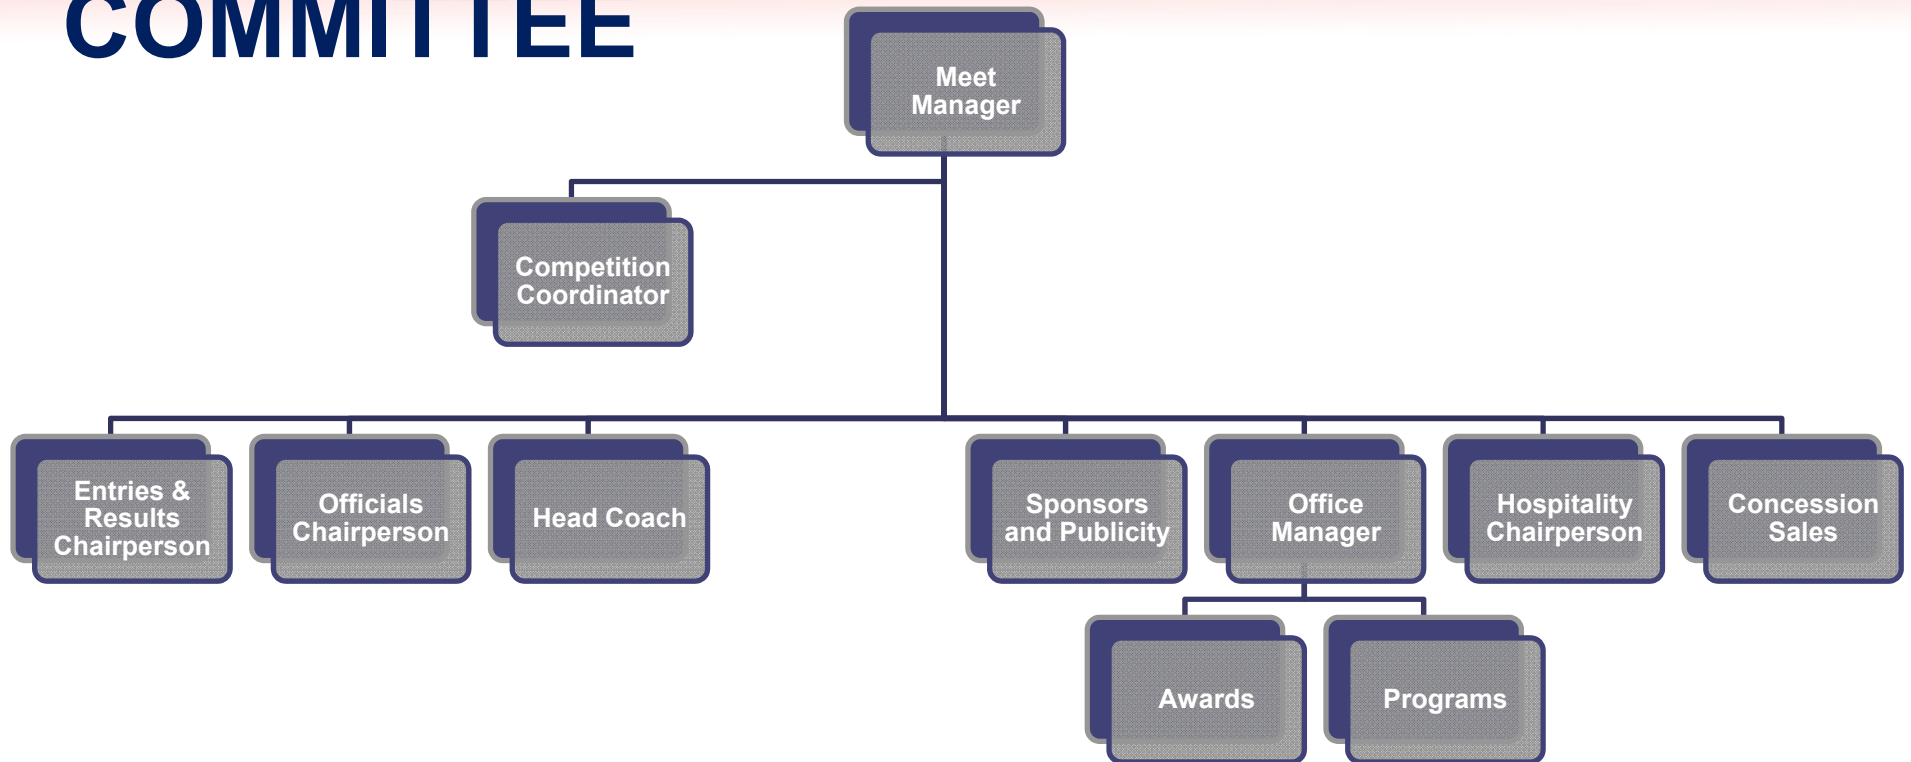 COMMITTEE
Meet
Manager
Competition
Coordinator
Entries &
Results
Chairperson
Officials
Chairperson
Head Coach
Sponsors
and Publicity
Office
Manager
Hospitality
Chairperson
Concession
Sales
Awards
Programs